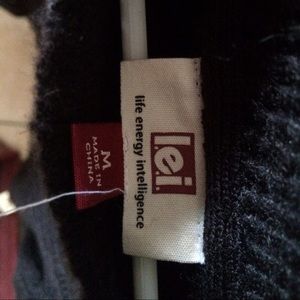 l.e.i.
life energy intelligence
M
MADE IN
CHINA